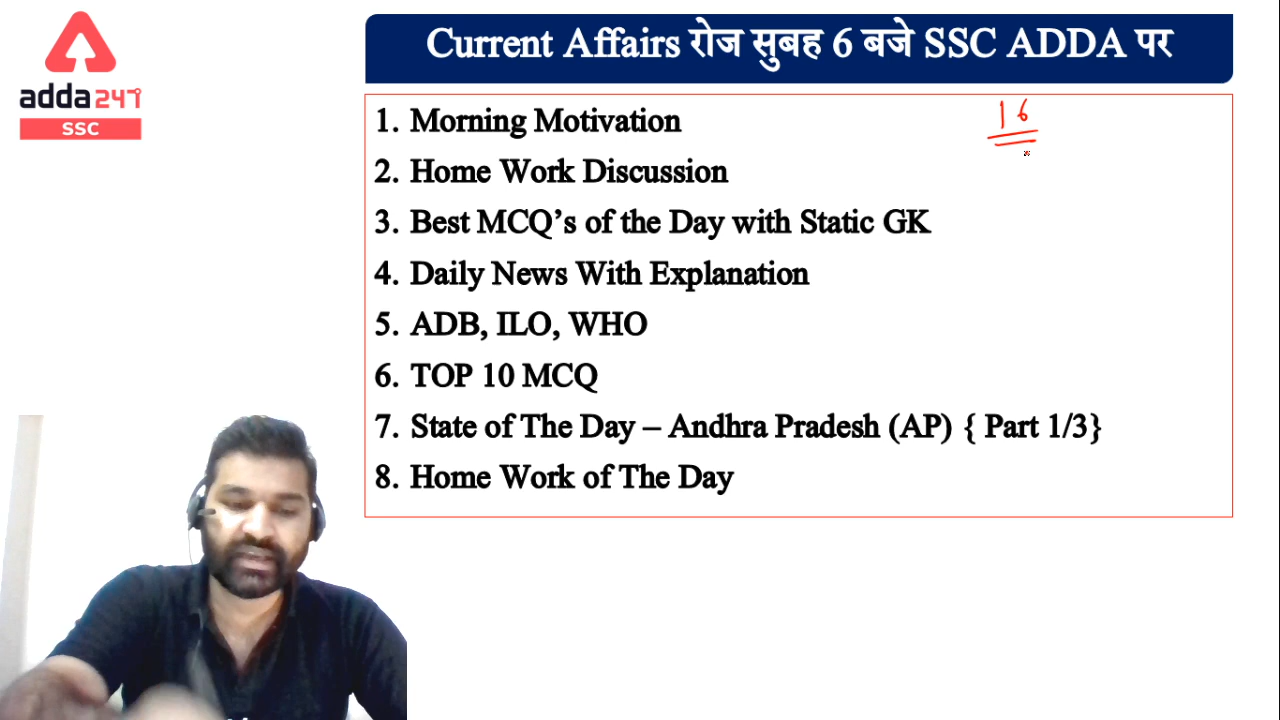 adda 247
SSC
Current Affairs रोज सुबह 6 बजे SSC ADDA पर
16
1. Morning Motivation
2. Home Work Discussion
3. Best MCQ’s of the Day with Static GK
4. Daily News With Explanation
5. ADB, ILO, WHO
6. TOP 10 MCQ
7. State of The Day – Andhra Pradesh (AP) { Part 1/3}
8. Home Work of The Day